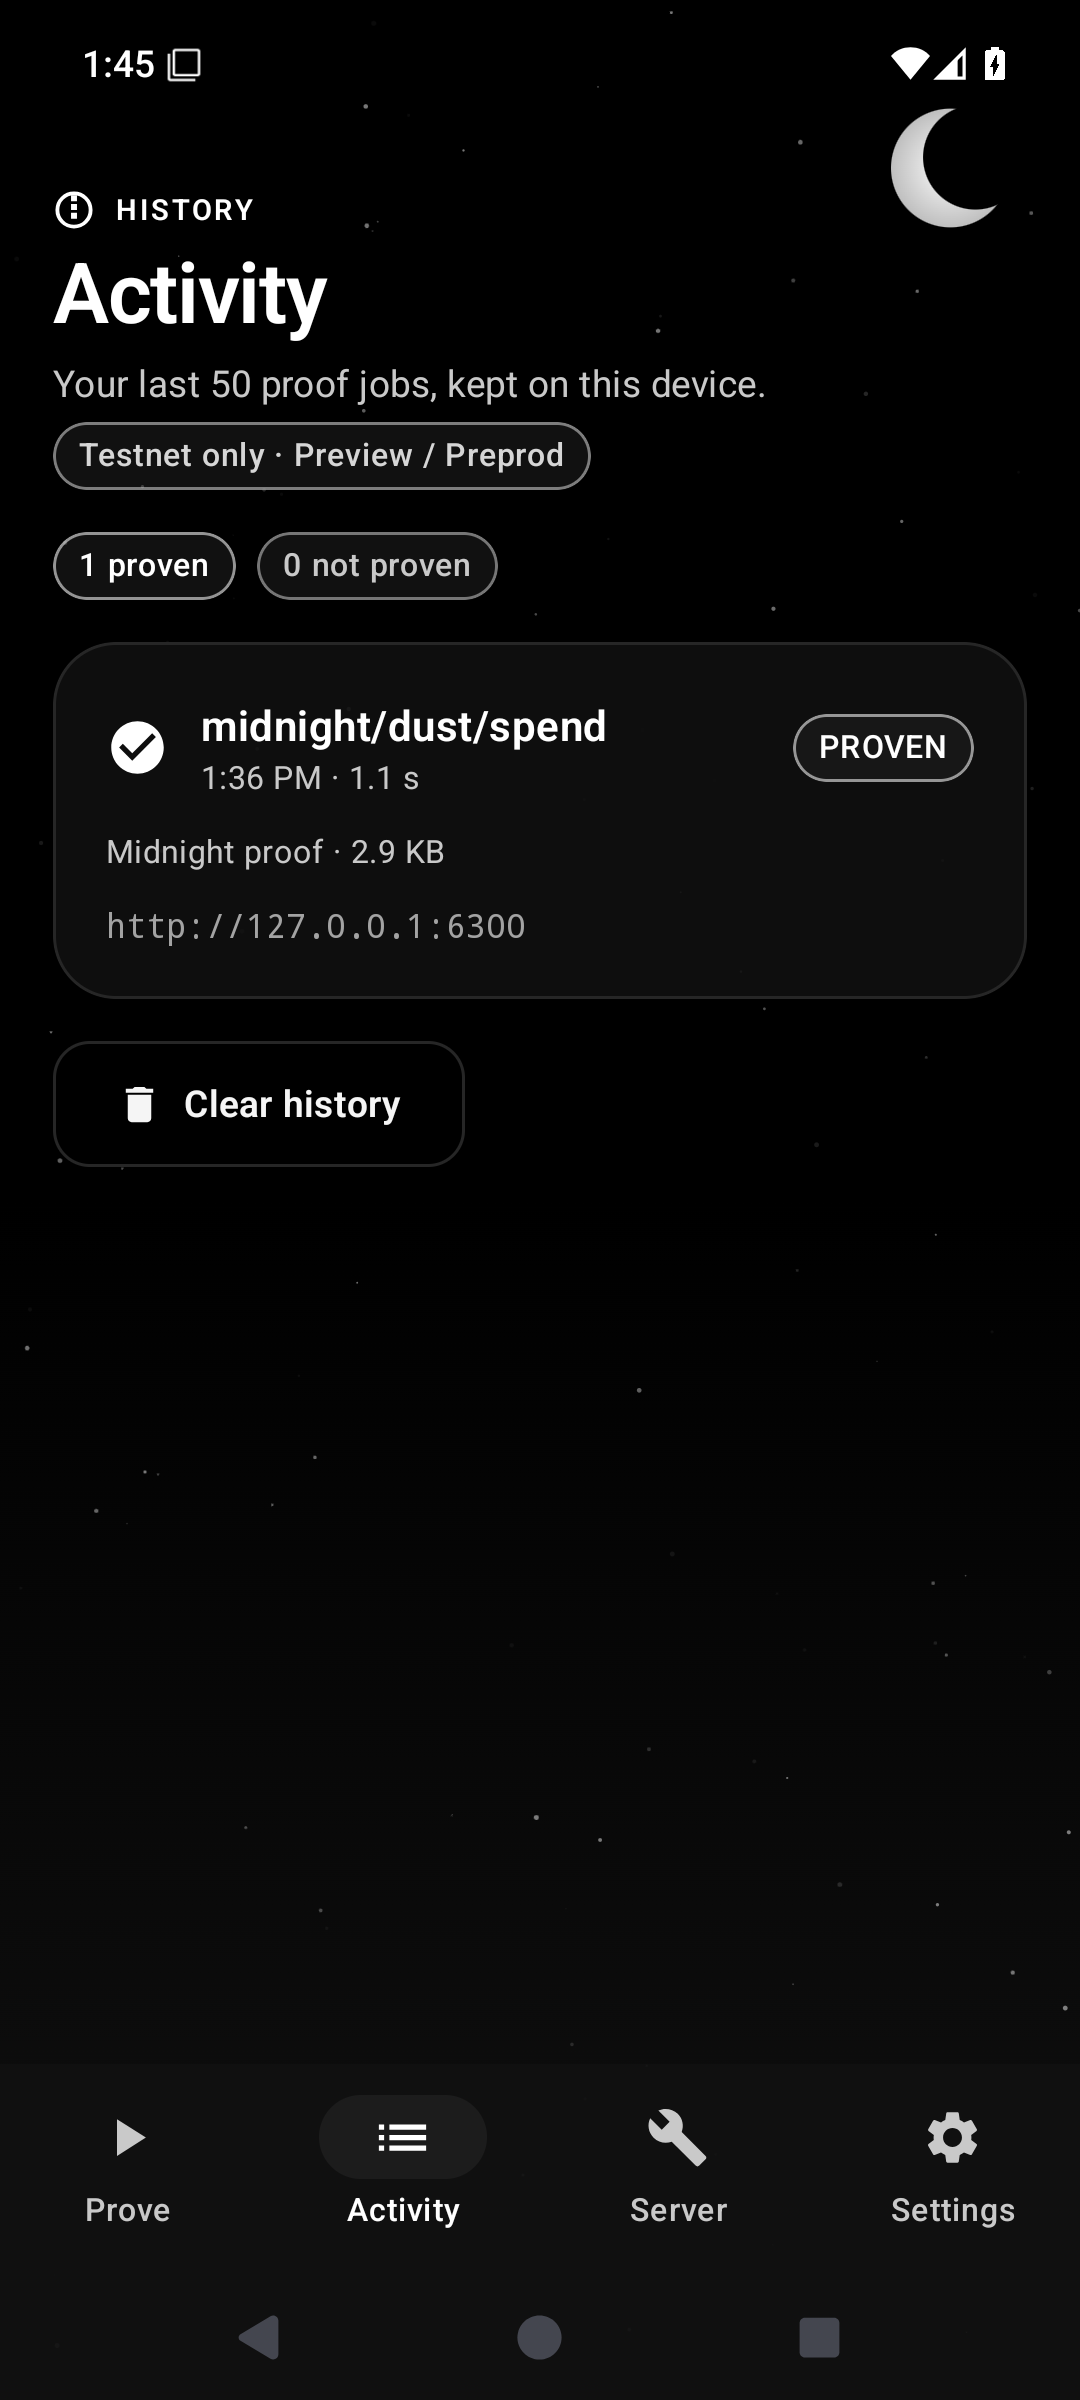 1:45
HISTORY
Activity
Your last 50 proof jobs, kept on this device.
Testnet only · Preview / Preprod
1 proven
0 not proven
midnight/dust/spend
PROVEN
1:36 PM · 1.1 s
Midnight proof · 2.9 KB
http://127.0.0.1:6300
Clear history
Prove
Activity
Server
Settings